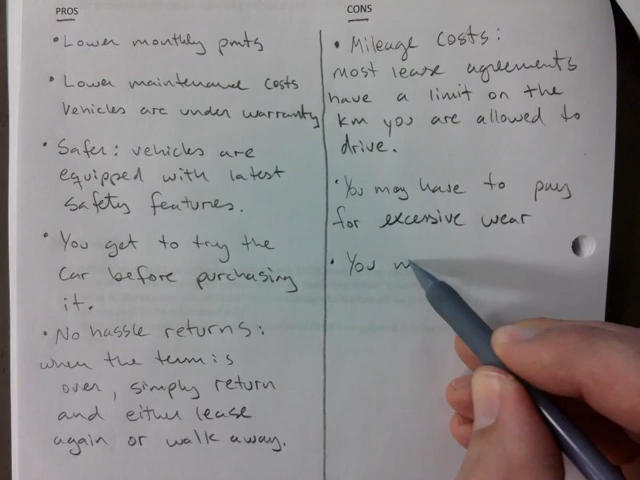 PROS
• Lower monthly pmts
• Lower maintenance costs
Vehicles are under warranty
• Safer: vehicles are
equipped with latest
safety features.
• You get to try the
car before purchasing
it.
• No hassle returns:
when the term is
over, simply return
and either lease
again or walk away.
CONS
• Mileage costs:
most lease agreements
have a limit on the
km you are allowed to
drive.
• You may have to pay
for excessive wear
• You